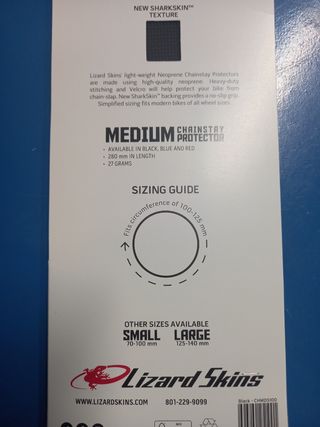 NEW SHARKSKIN™
TEXTURE
Lizard Skins' light-weight Neoprene Chainstay Protectors
are made using high-quality neoprene. Heavy-duty
stitching and Velcro will help protect your bike from
chain-slap. New SharkSkin™ backing provides a no-slip grip.
Simplified sizing fits modern bikes of all wheel sizes.
MEDIUM CHAINSTAY
PROTECTOR
• AVAILABLE IN BLACK, BLUE AND RED
• 280 mm IN LENGTH
• 27 GRAMS
SIZING GUIDE
Fits circumference of 100-125 mm
OTHER SIZES AVAILABLE
SMALL LARGE
70-100 mm 125-140 mm
Lizard Skins
WWW.LIZARDSKINS.COM 801-229-9099
Black - CHMDS100